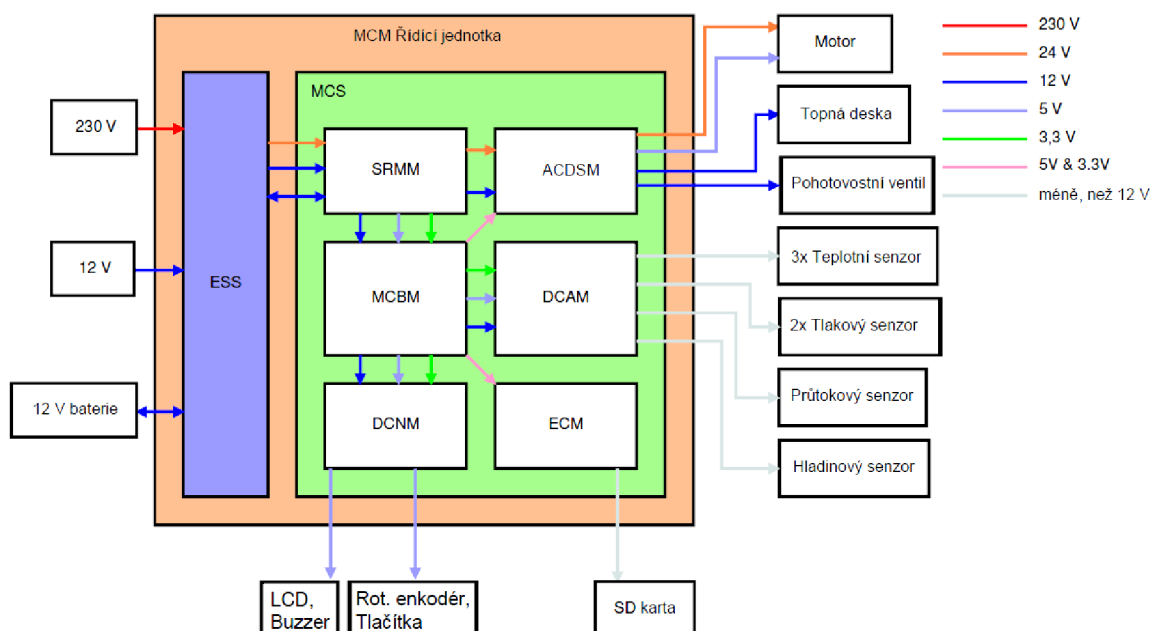 MCM Řídicí jednotka
230 V
12 V
12 V baterie
ESS
MCS
SRMM
ACDSM
MCBM
DCAM
DCNM
ECM
Motor
Topná deska
Pohotovostní ventil
3x Teplotní senzor
2x Tlakový senzor
Průtokový senzor
Hladinový senzor
LCD,
Buzzer
Rot. enkodér,
Tlačítka
SD karta
230 V
24 V
12 V
5 V
3,3 V
5V & 3.3V
méně, než 12 V